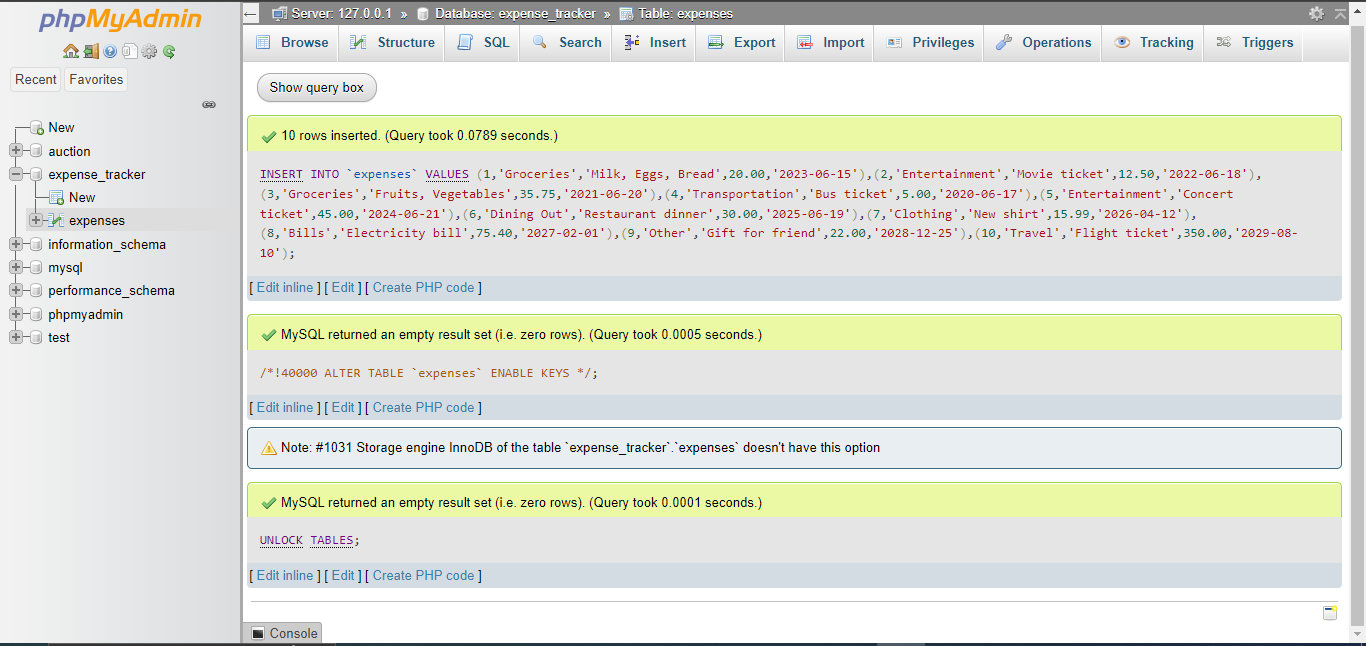 phpMyAdmin
Recent Favorites
New
auction
expense_tracker
New
expenses
information_schema
mysql
performance_schema
phpmyadmin
test
Server: 127.0.0.1 » Database: expense_tracker » Table: expenses
Browse Structure SQL Search Insert Export Import Privileges Operations Tracking Triggers
Show query box
10 rows inserted. (Query took 0.0789 seconds.)
INSERT INTO `expenses` VALUES (1,'Groceries','Milk, Eggs, Bread',20.00,'2023-06-15'),(2,'Entertainment','Movie ticket',12.50,'2022-06-18'),
(3,'Groceries','Fruits, Vegetables',35.75,'2021-06-20'),(4,'Transportation','Bus ticket',5.00,'2020-06-17'),(5,'Entertainment','Concert
ticket',45.00,'2024-06-21'),(6,'Dining Out','Restaurant dinner',30.00,'2025-06-19'),(7,'Clothing','New shirt',15.99,'2026-04-12'),
(8,'Bills','Electricity bill',75.40,'2027-02-01'),(9,'Other','Gift for friend',22.00,'2028-12-25'),(10,'Travel','Flight ticket',350.00,'2029-08-
10');
[ Edit inline ] [ Edit ] [ Create PHP code ]
MySQL returned an empty result set (i.e. zero rows). (Query took 0.0005 seconds.)
/*!40000 ALTER TABLE `expenses` ENABLE KEYS */;
[ Edit inline ] [ Edit ] [ Create PHP code ]
Note: #1031 Storage engine InnoDB of the table `expense_tracker`.`expenses` doesn't have this option
MySQL returned an empty result set (i.e. zero rows). (Query took 0.0001 seconds.)
UNLOCK TABLES;
[ Edit inline ] [ Edit ] [ Create PHP code ]
Console